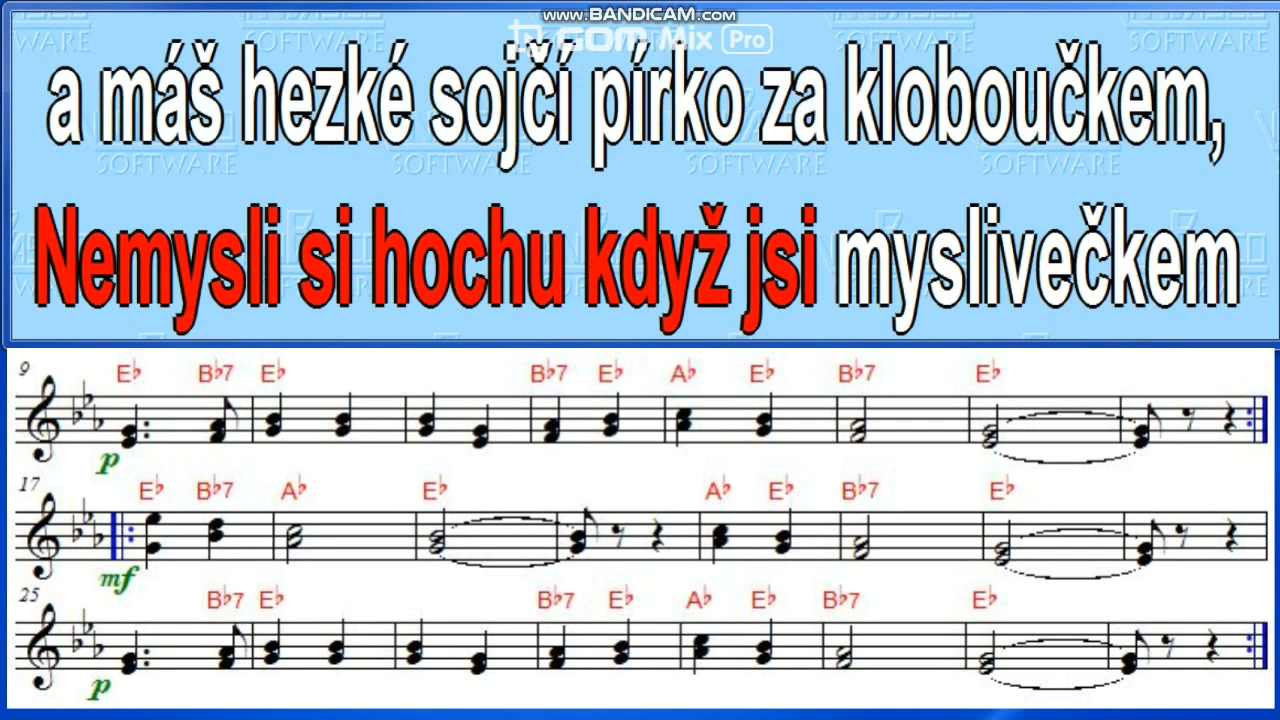 www.BANDICAM.com
GOM Mix Pro
a máš hezké sojčí pírko za kloboučkem,
Nemysli si hochu když jsi myslivečkem
9 E♭ B♭7 E♭ B♭7 E♭ A♭ E♭ B♭7 E♭
p
17 E♭ B♭7 A♭ E♭ A♭ E♭ B♭7 E♭
mf
25 B♭7 E♭ B♭7 E♭ A♭ E♭ B♭7 E♭
p